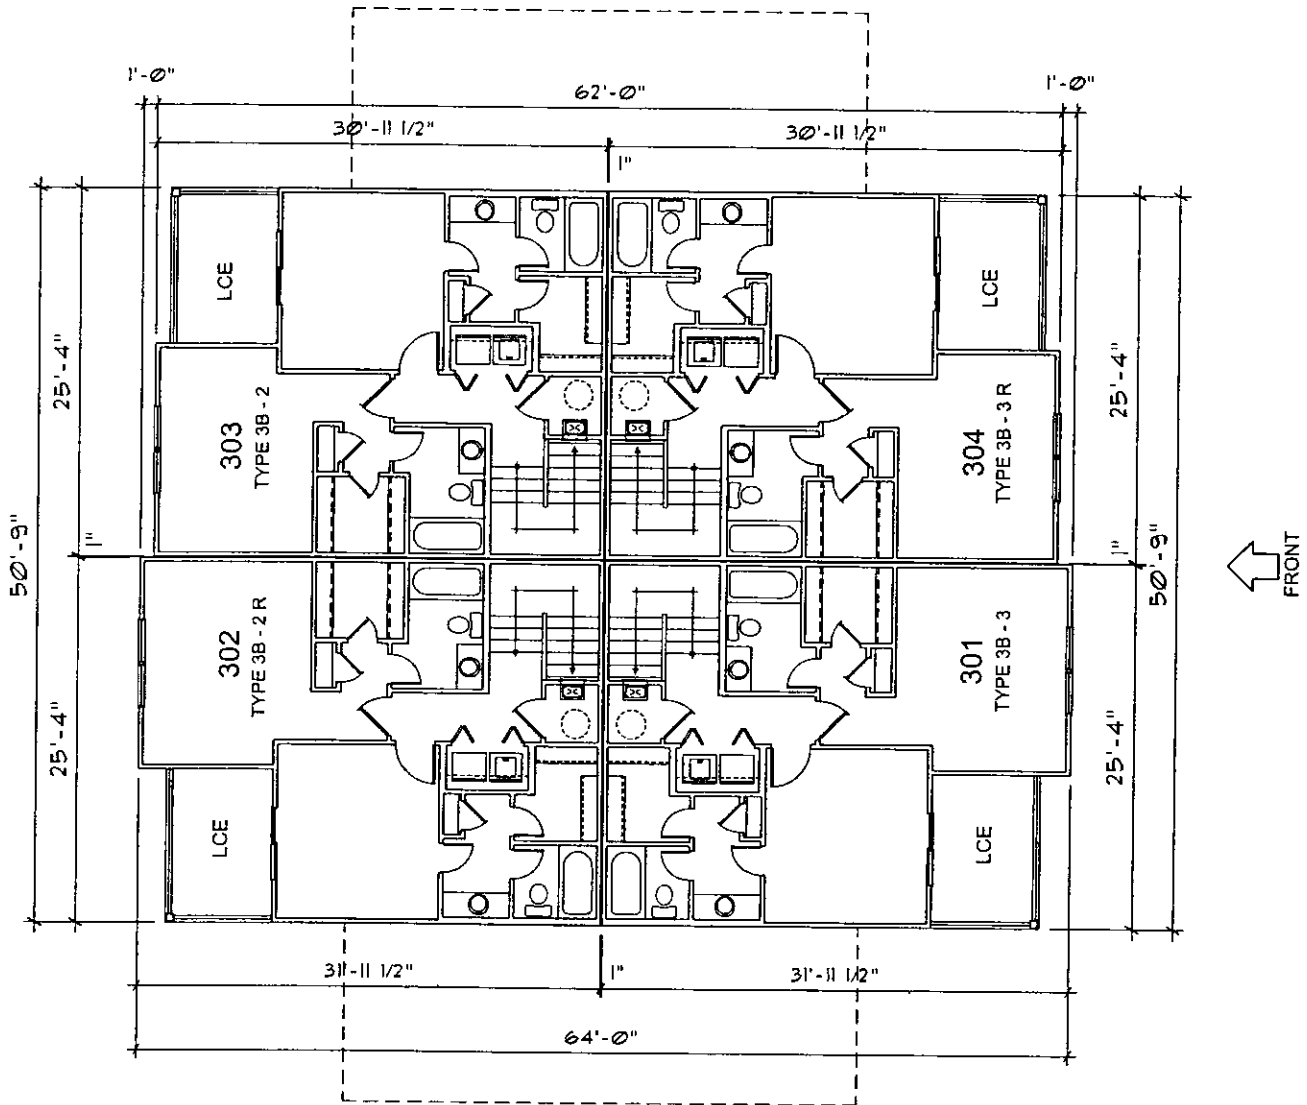 1'-0"
62'-0"
1'-0"
30'-11 1/2"
30'-11 1/2"
1"
LCE
LCE
25'-4"
25'-4"
303
TYPE 3B - 2
304
TYPE 3B - 3 R
50'-9"
1"
1"
50'-9"
FRONT
302
TYPE 3B - 2 R
301
TYPE 3B - 3
25'-4"
25'-4"
LCE
LCE
31'-11 1/2"
1"
31'-11 1/2"
64'-0"